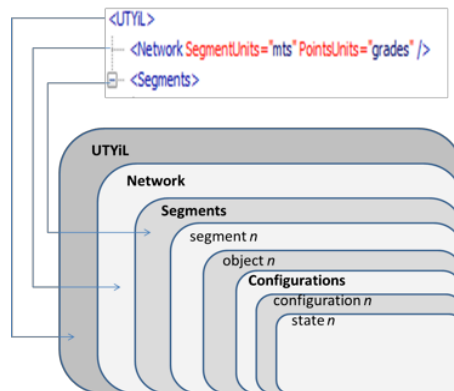 <UTYiL>
<Network SegmentUnits="mts" PointsUnits="grades" />
<Segments>
UTYiL
Network
Segments
segment n
object n
Configurations
configuration n
state n